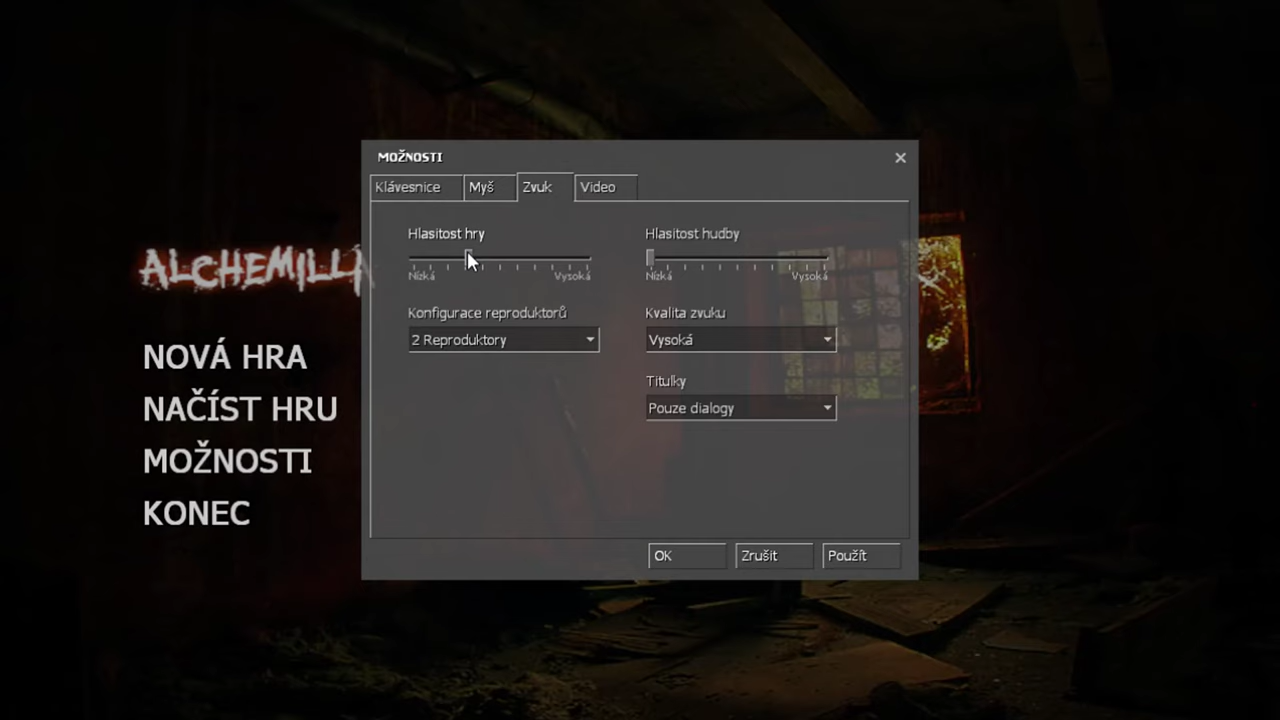 MOŽNOSTI
Klávesnice Myš Zvuk Video
Hlasitost hry Hlasitost hudby
Nízká Vysoká Nízká Vysoká
Konfigurace reproduktorů Kvalita zvuku
2 Reproduktory Vysoká
Titulky
Pouze dialogy
OK Zrušit Použít
ALCHEMILLA
NOVÁ HRA
NAČÍST HRU
MOŽNOSTI
KONEC